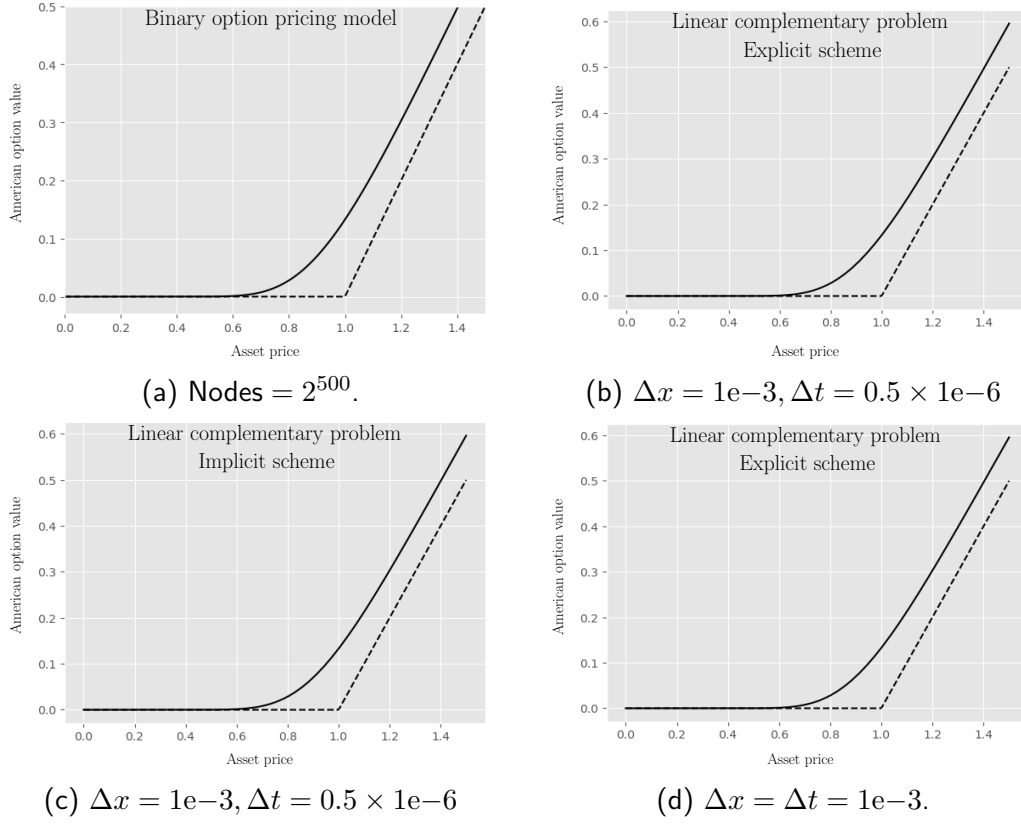 Binary option pricing model
0.5
0.4
0.3
0.2
0.1
0.0
American option value
0.0 0.2 0.4 0.6 0.8 1.0 1.2 1.4
Asset price
(a) Nodes = 2^500.
Linear complementary problem
Explicit scheme
0.6
0.5
0.4
0.3
0.2
0.1
0.0
American option value
0.0 0.2 0.4 0.6 0.8 1.0 1.2 1.4
Asset price
(b) Δx = 1e−3, Δt = 0.5 × 1e−6
Linear complementary problem
Implicit scheme
0.6
0.5
0.4
0.3
0.2
0.1
0.0
American option value
0.0 0.2 0.4 0.6 0.8 1.0 1.2 1.4
Asset price
(c) Δx = 1e−3, Δt = 0.5 × 1e−6
Linear complementary problem
Explicit scheme
0.6
0.5
0.4
0.3
0.2
0.1
0.0
American option value
0.0 0.2 0.4 0.6 0.8 1.0 1.2 1.4
Asset price
(d) Δx = Δt = 1e−3.